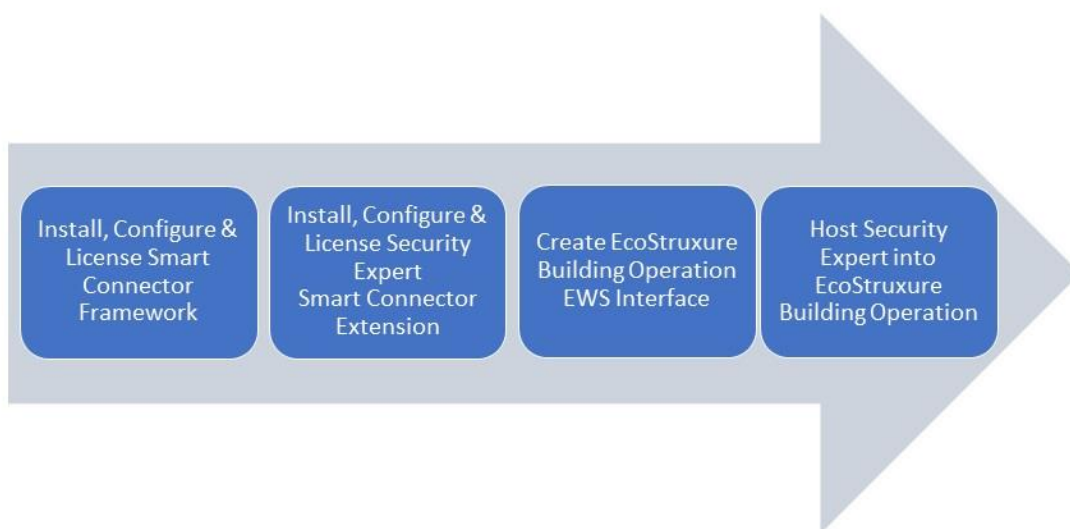 Install, Configure &
License Smart
Connector
Framework
Install, Configure &
License Security
Expert
Smart Connector
Extension
Create EcoStruxure
Building Operation
EWS Interface
Host Security
Expert into
EcoStruxure
Building Operation